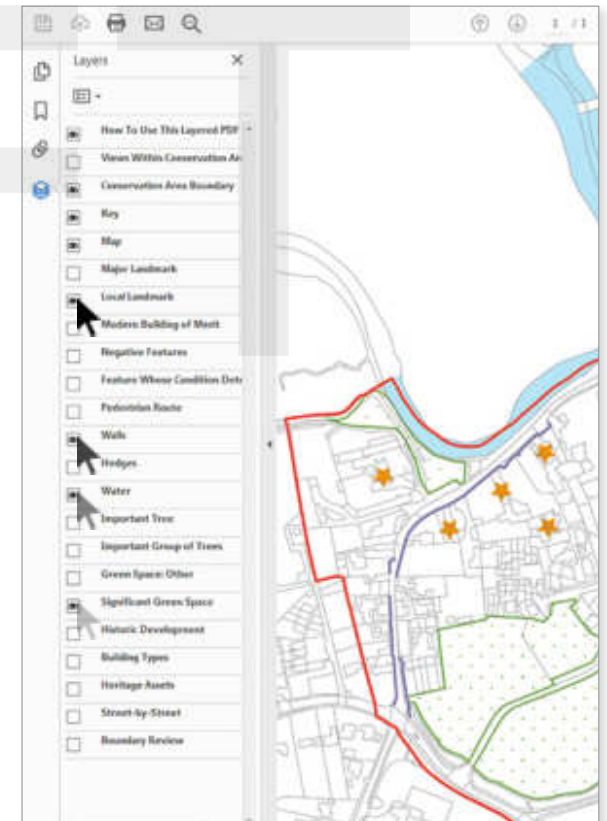 1 / 1
Layers
How To Use This Layered PDF
Views Within Conservation Ar
Conservation Area Boundary
Key
Map
Major Landmark
Local Landmark
Modern Building of Merit
Negative Features
Feature Whose Condition Detr
Pedestrian Route
Walls
Hedges
Water
Important Tree
Important Group of Trees
Green Space: Other
Significant Green Space
Historic Development
Building Types
Heritage Assets
Street-by-Street
Boundary Review